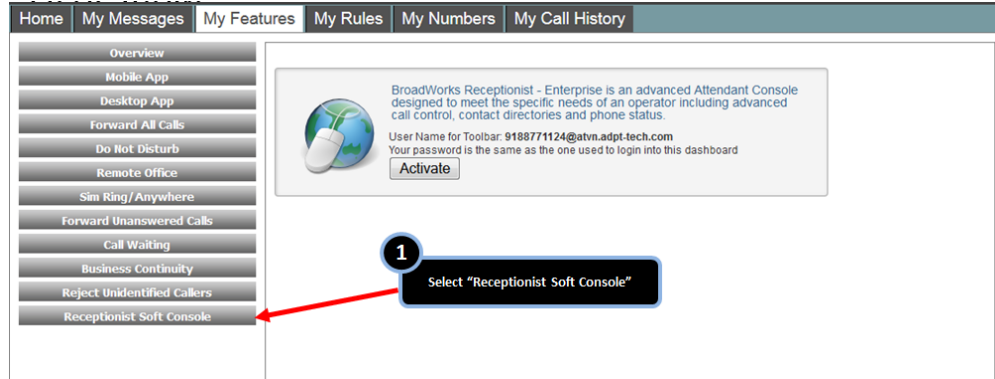 Home My Messages My Features My Rules My Numbers My Call History
Overview
Mobile App
Desktop App
Forward All Calls
Do Not Disturb
Remote Office
Sim Ring/Anywhere
Forward Unanswered Calls
Call Waiting
Business Continuity
Reject Unidentified Callers
Receptionist Soft Console
BroadWorks Receptionist - Enterprise is an advanced Attendant Console
designed to meet the specific needs of an operator including advanced
call control, contact directories and phone status.
User Name for Toolbar: 9188771124@atvn.adpt-tech.com
Your password is the same as the one used to login into this dashboard
Activate
1
Select “Receptionist Soft Console”